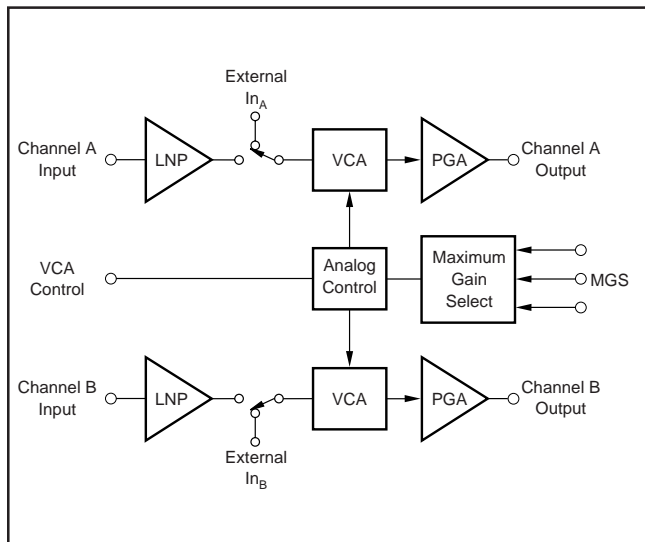 External
In_A
Channel A
Input
LNP
VCA
PGA
Channel A
Output
VCA
Control
Analog
Control
Maximum
Gain
Select
MGS
Channel B
Input
LNP
VCA
PGA
Channel B
Output
External
In_B